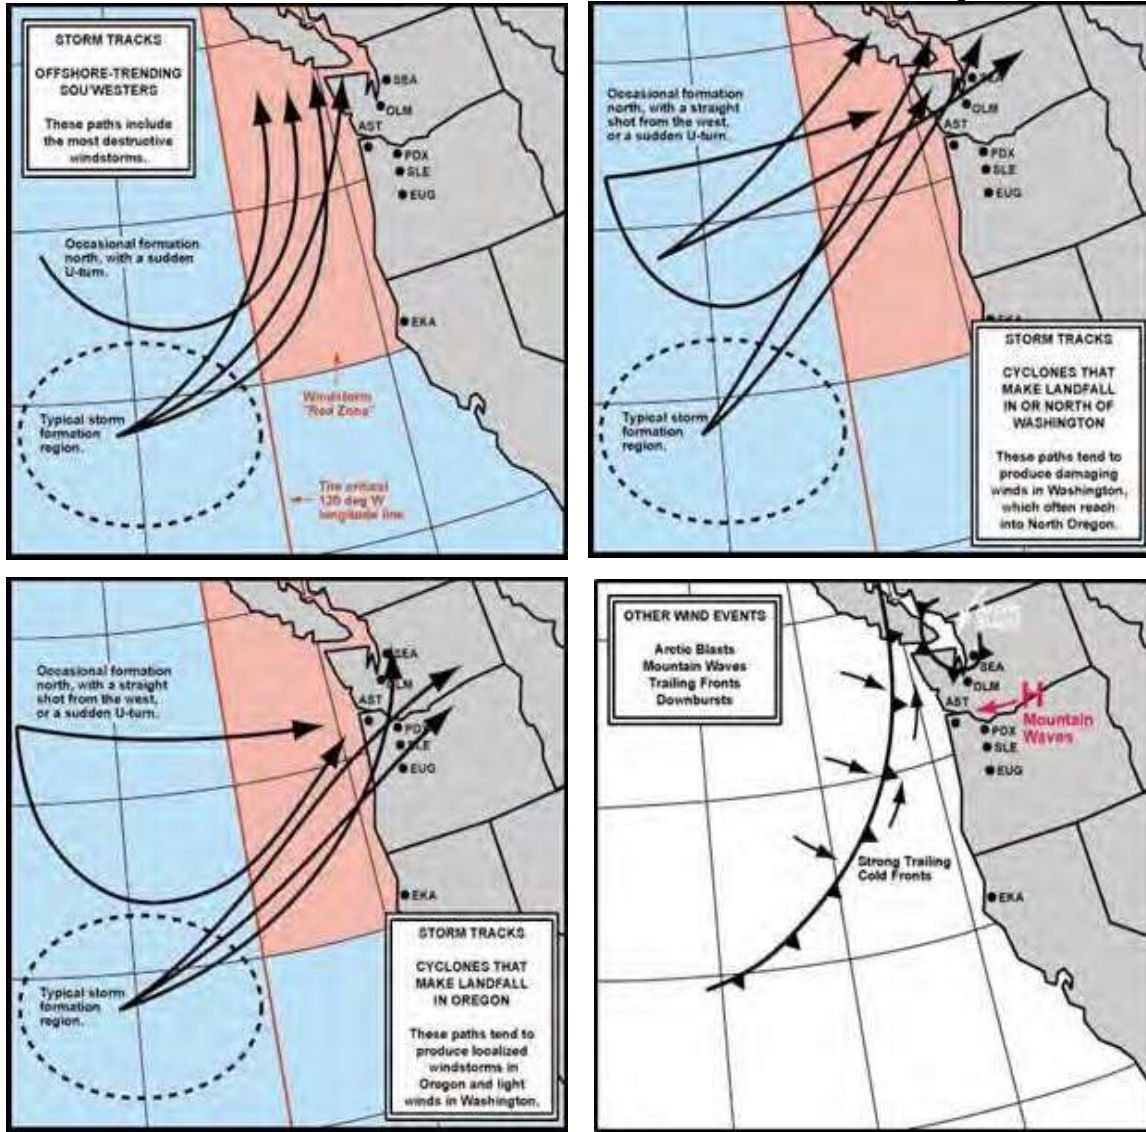 STORM TRACKS
OFFSHORE-TRENDING
SOU'WESTERS
These paths include
the most destructive
windstorms.
SEA
OLM
AST
PDX
SLE
EUG
Occasional formation
north, with a sudden
U-turn.
EKA
Windstorm
"Red Zone"
Typical storm
formation
region.
The critical
130 deg W
longitude line
Occasional formation
north, with a straight
shot from the west,
or a sudden U-turn.
SEA
OLM
AST
PDX
SLE
EUG
EKA
Typical storm
formation
region.
STORM TRACKS
CYCLONES THAT
MAKE LANDFALL
IN OR NORTH OF
WASHINGTON
These paths tend to
produce damaging
winds in Washington,
which often reach
into North Oregon.
Occasional formation
north, with a straight
shot from the west,
or a sudden U-turn.
SEA
OLM
AST
PDX
SLE
EUG
EKA
Typical storm
formation
region.
STORM TRACKS
CYCLONES THAT
MAKE LANDFALL
IN OREGON
These paths tend to
produce localized
windstorms in
Oregon and light
winds in Washington.
OTHER WIND EVENTS
Arctic Blasts
Mountain Waves
Trailing Fronts
Downbursts
SEA
OLM
AST
H
Mountain
Waves
PDX
SLE
EUG
Strong Trailing
Cold Fronts
EKA